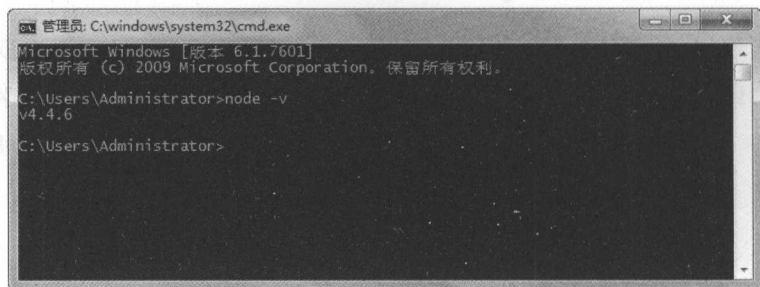 管理员: C:\windows\system32\cmd.exe
Microsoft Windows [版本 6.1.7601]
版权所有 (c) 2009 Microsoft Corporation。保留所有权利。
C:\Users\Administrator>node -v
v4.4.6
C:\Users\Administrator>